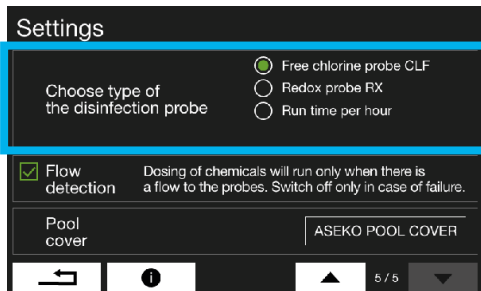 Settings
Choose type of
the disinfection probe
Free chlorine probe CLF
Redox probe RX
Run time per hour
Flow
detection
Dosing of chemicals will run only when there is
a flow to the probes. Switch off only in case of failure.
Pool
cover
ASEKO POOL COVER
5/5